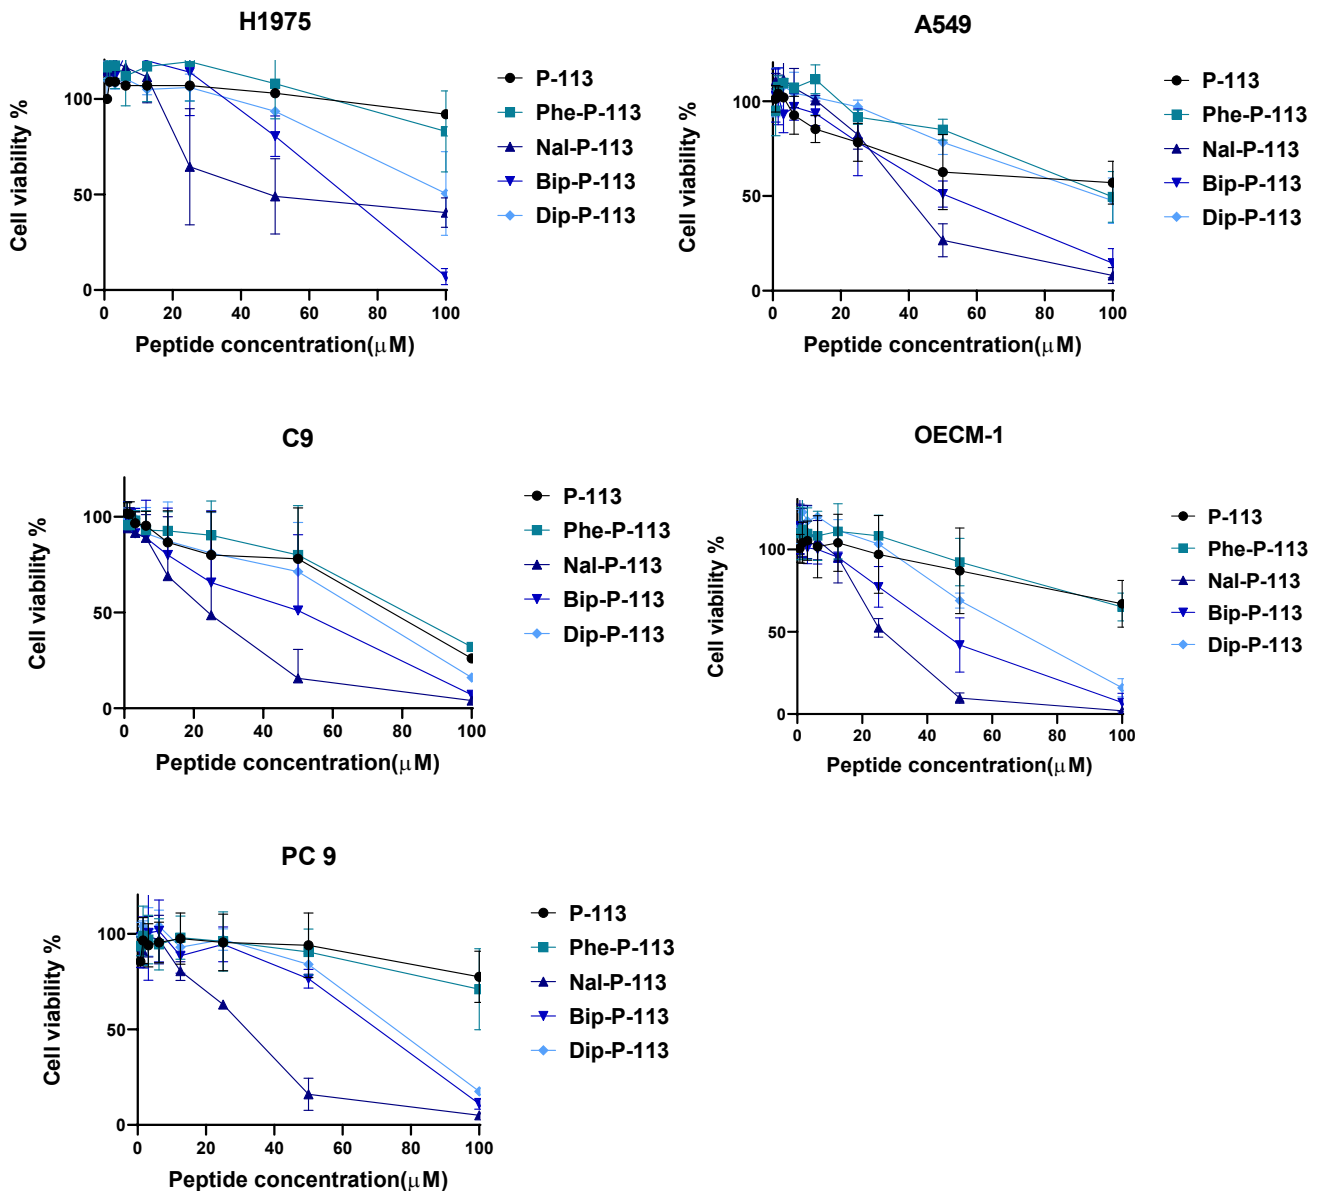 H1975
Cell viability %
100
50
0
0 20 40 60 80 100
Peptide concentration(μM)
P-113
Phe-P-113
Nal-P-113
Bip-P-113
Dip-P-113
A549
Cell viability %
100
50
0
0 20 40 60 80 100
Peptide concentration(μM)
P-113
Phe-P-113
Nal-P-113
Bip-P-113
Dip-P-113
C9
Cell viability %
100
50
0
0 20 40 60 80 100
Peptide concentration(μM)
P-113
Phe-P-113
Nal-P-113
Bip-P-113
Dip-P-113
OECM-1
Cell viability %
100
50
0
0 20 40 60 80 100
Peptide concentration(μM)
P-113
Phe-P-113
Nal-P-113
Bip-P-113
Dip-P-113
PC 9
Cell viability %
100
50
0
0 20 40 60 80 100
Peptide concentration(μM)
P-113
Phe-P-113
Nal-P-113
Bip-P-113
Dip-P-113